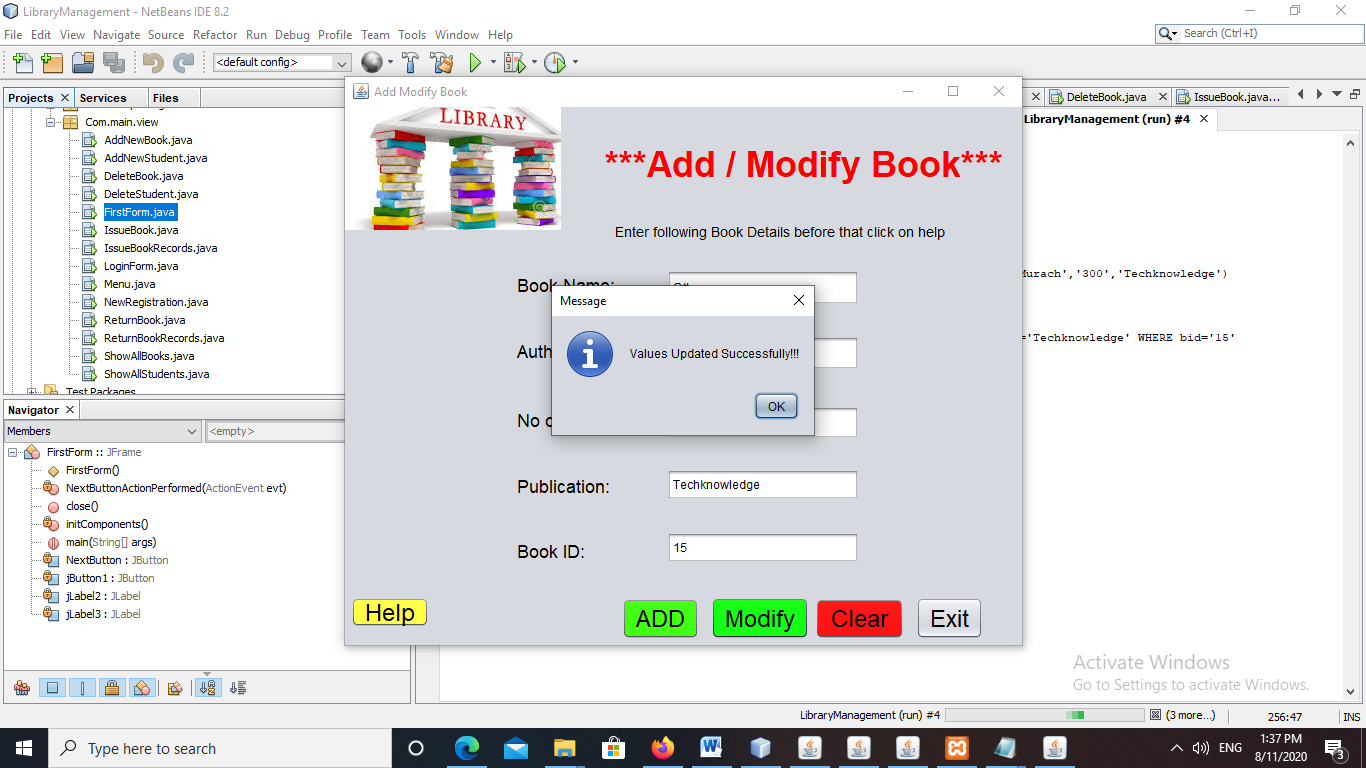 LibraryManagement - NetBeans IDE 8.2
File Edit View Navigate Source Refactor Run Debug Profile Team Tools Window Help
Search (Ctrl+I)
<default config>
Projects Services Files
Com.main.view
AddNewBook.java
AddNewStudent.java
DeleteBook.java
DeleteStudent.java
FirstForm.java
IssueBook.java
IssueBookRecords.java
LoginForm.java
Menu.java
NewRegistration.java
ReturnBook.java
ReturnBookRecords.java
ShowAllBooks.java
ShowAllStudents.java
Test Packages
Navigator
Members <empty>
FirstForm :: JFrame
FirstForm()
NextButtonActionPerformed(ActionEvent evt)
close()
initComponents()
main(String[] args)
NextButton : JButton
jButton1 : JButton
jLabel2 : JLabel
jLabel3 : JLabel
Add Modify Book
LIBRARY
***Add / Modify Book***
Enter following Book Details before that click on help
Book Name:
Message
Values Updated Successfully!!!
OK
Auth
No
Publication: Techknowledge
Book ID: 15
Help ADD Modify Clear Exit
DeleteBook.java IssueBook.java...
LibraryManagement (run) #4
Murach','300','Techknowledge')
='Techknowledge' WHERE bid='15'
Activate Windows
Go to Settings to activate Windows.
LibraryManagement (run) #4 (3 more...) 256:47 INS
Type here to search
ENG
1:37 PM
8/11/2020
3